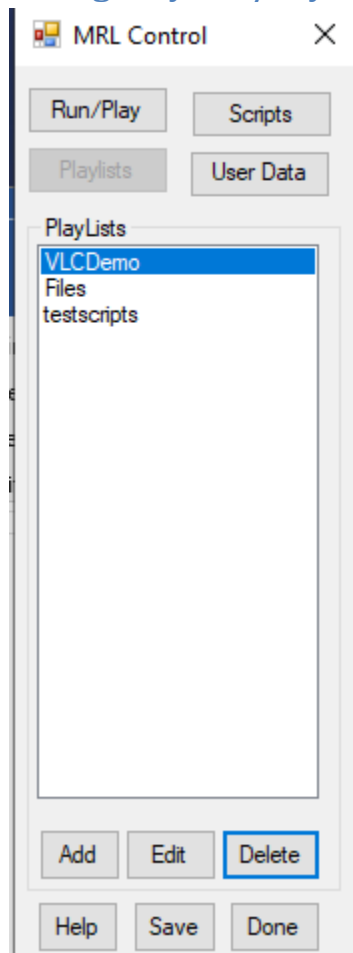 MRL Control
Run/Play Scripts
Playlists User Data
PlayLists
VLCDemo
Files
testscripts
Add Edit Delete
Help Save Done